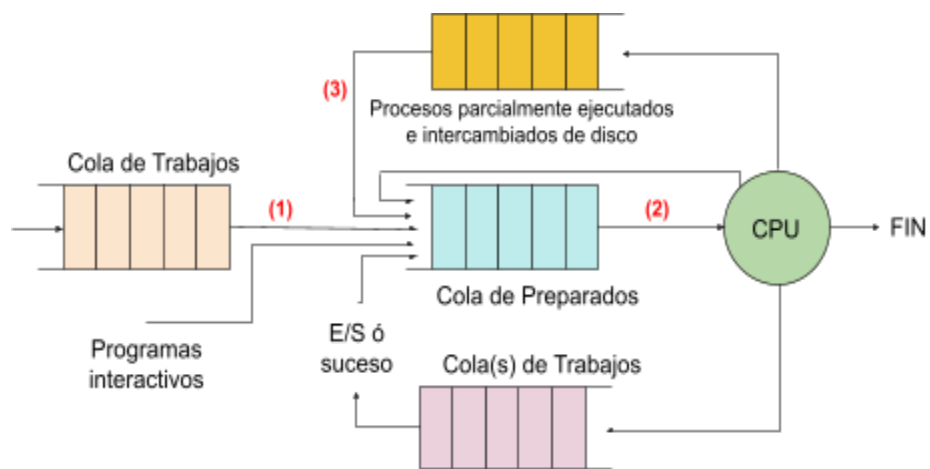 (3)
Procesos parcialmente ejecutados
e intercambiados de disco
Cola de Trabajos
(1)
(2)
CPU
FIN
Cola de Preparados
Programas
interactivos
E/S ó
suceso
Cola(s) de Trabajos